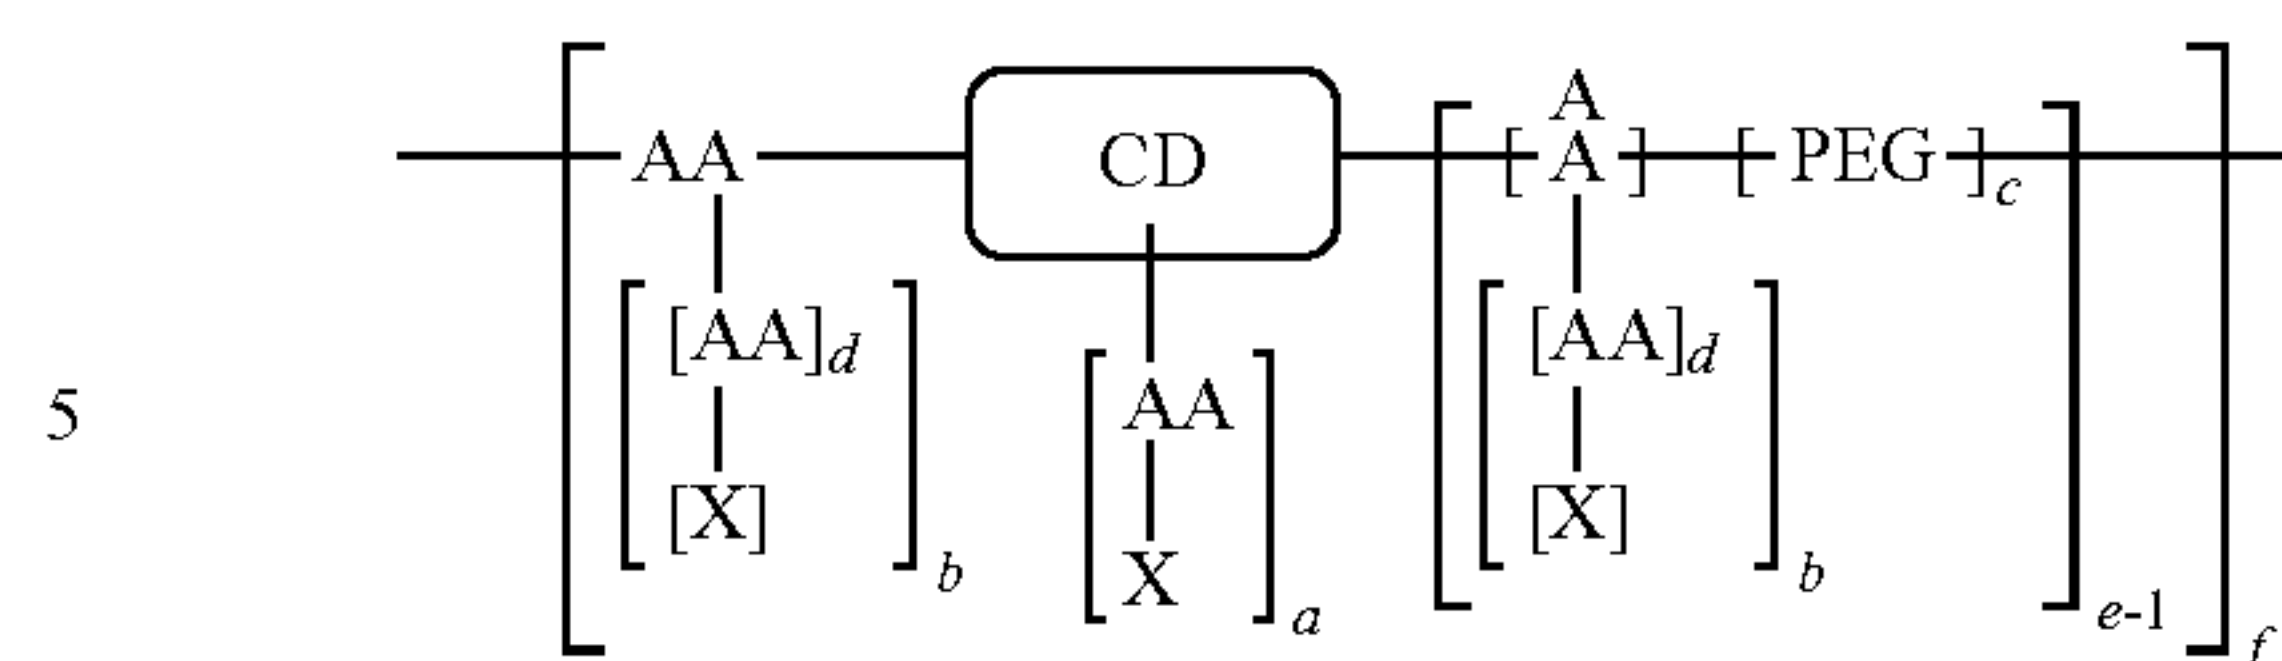 A
AA CD [ A ] [ PEG ]c
[AA]d [AA]d
5 AA
[X] [X]
b X b
a e-1 f